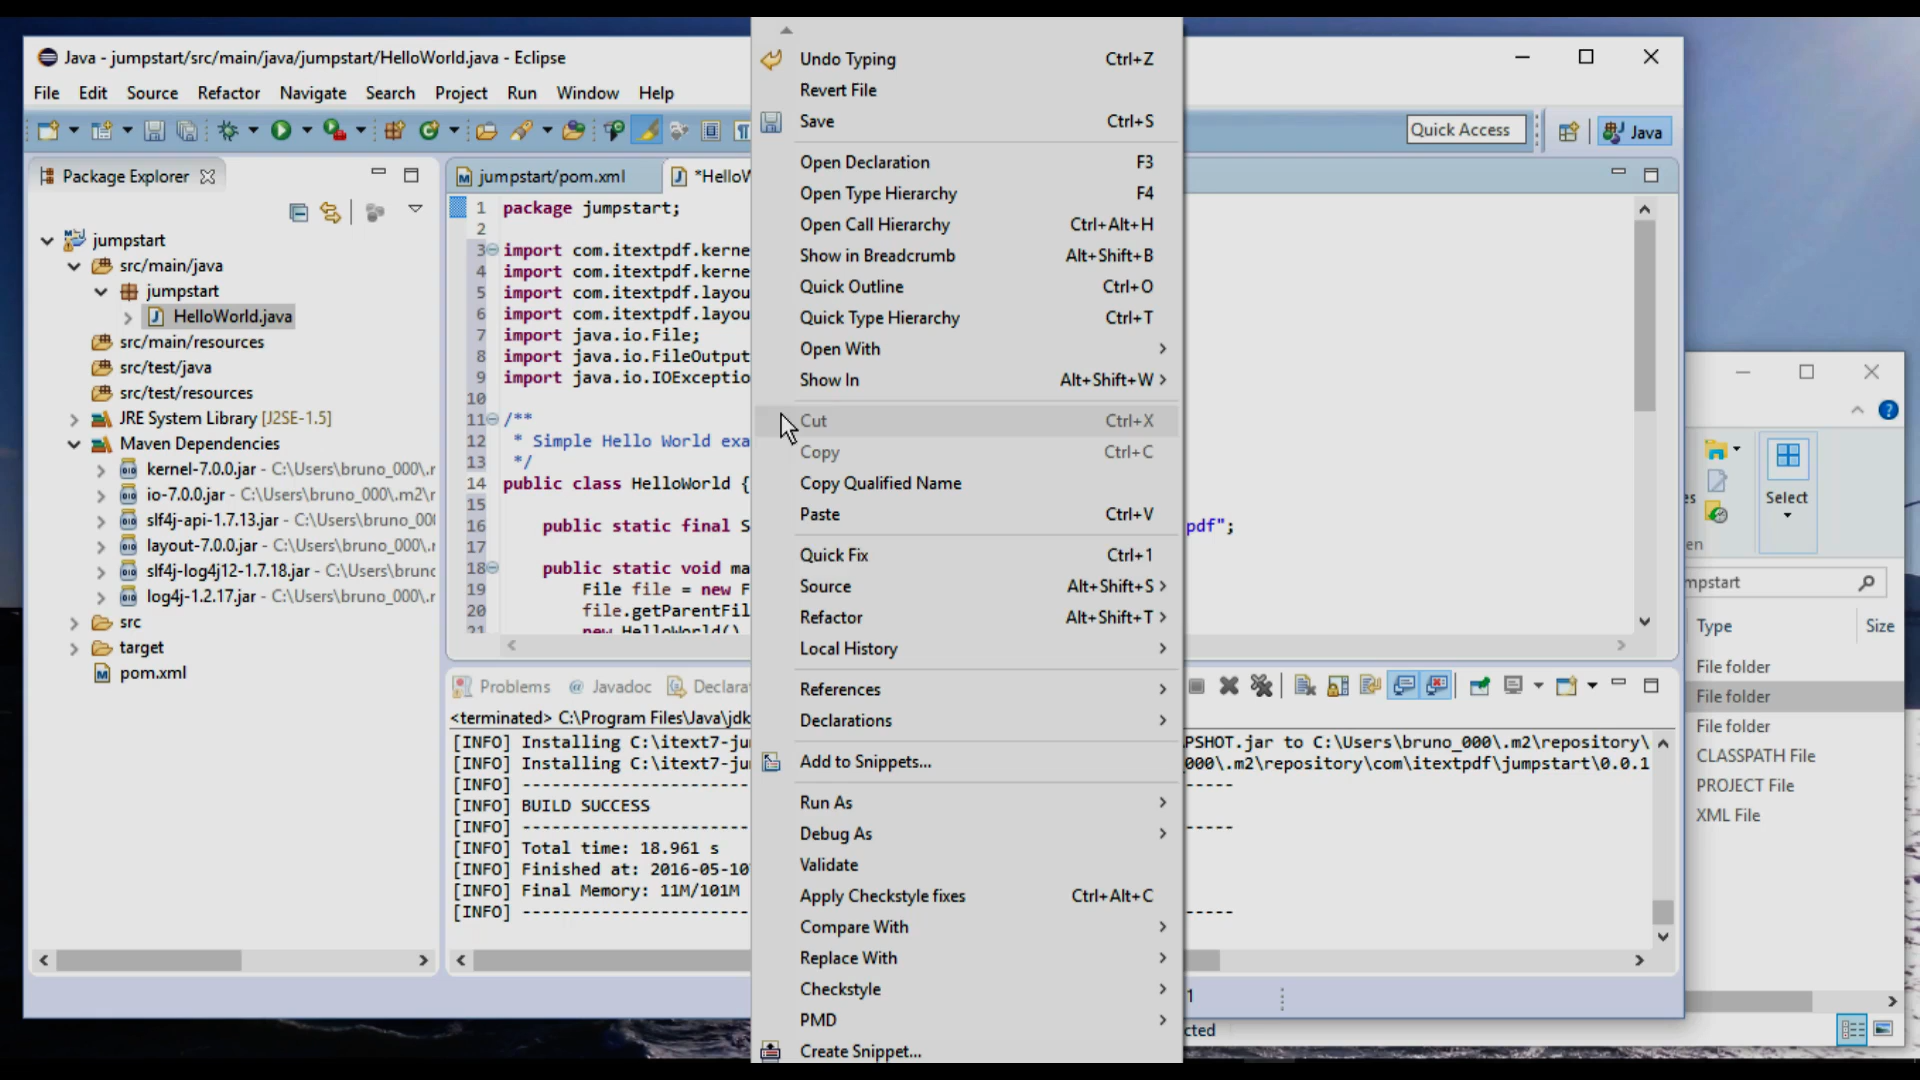 Java - jumpstart/src/main/java/jumpstart/HelloWorld.java - Eclipse
File Edit Source Refactor Navigate Search Project Run Window Help
Quick Access
Java
Package Explorer
jumpstart
src/main/java
jumpstart
HelloWorld.java
src/main/resources
src/test/java
src/test/resources
JRE System Library [J2SE-1.5]
Maven Dependencies
kernel-7.0.0.jar - C:\Users\bruno_000\.r
io-7.0.0.jar - C:\Users\bruno_000\.m2\r
slf4j-api-1.7.13.jar - C:\Users\bruno_00
layout-7.0.0.jar - C:\Users\bruno_000\.r
slf4j-log4j12-1.7.18.jar - C:\Users\brunc
log4j-1.2.17.jar - C:\Users\bruno_000\.r
src
target
pom.xml
jumpstart/pom.xml
*HelloW
1 package jumpstart;
2
3 import com.itextpdf.kerne
4 import com.itextpdf.kerne
5 import com.itextpdf.layou
6 import com.itextpdf.layou
7 import java.io.File;
8 import java.io.FileOutput
9 import java.io.IOExceptio
10
11 /**
12 * Simple Hello World exa
13 */
14 public class HelloWorld {
15
16 public static final S pdf";
17
18 public static void ma
19 File file = new F
20 file.getParentFil
21 new HelloWorld()
Undo Typing Ctrl+Z
Revert File
Save Ctrl+S
Open Declaration F3
Open Type Hierarchy F4
Open Call Hierarchy Ctrl+Alt+H
Show in Breadcrumb Alt+Shift+B
Quick Outline Ctrl+O
Quick Type Hierarchy Ctrl+T
Open With
Show In Alt+Shift+W
Cut Ctrl+X
Copy Ctrl+C
Copy Qualified Name
Paste Ctrl+V
Quick Fix Ctrl+1
Source Alt+Shift+S
Refactor Alt+Shift+T
Local History
References
Declarations
Add to Snippets...
Run As
Debug As
Validate
Apply Checkstyle fixes Ctrl+Alt+C
Compare With
Replace With
Checkstyle
PMD
Create Snippet...
Problems Javadoc Declara
<terminated> C:\Program Files\Java\jdk
[INFO] Installing C:\itext7-ju PSHOT.jar to C:\Users\bruno_000\.m2\repository\
[INFO] Installing C:\itext7-ju 000\.m2\repository\com\itextpdf\jumpstart\0.0.1
[INFO] ------------------------
[INFO] BUILD SUCCESS
[INFO] ------------------------
[INFO] Total time: 18.961 s
[INFO] Finished at: 2016-05-10
[INFO] Final Memory: 11M/101M
[INFO] ------------------------
1
es
Select
en
mpstart
Type Size
File folder
File folder
File folder
CLASSPATH File
PROJECT File
XML File
cted